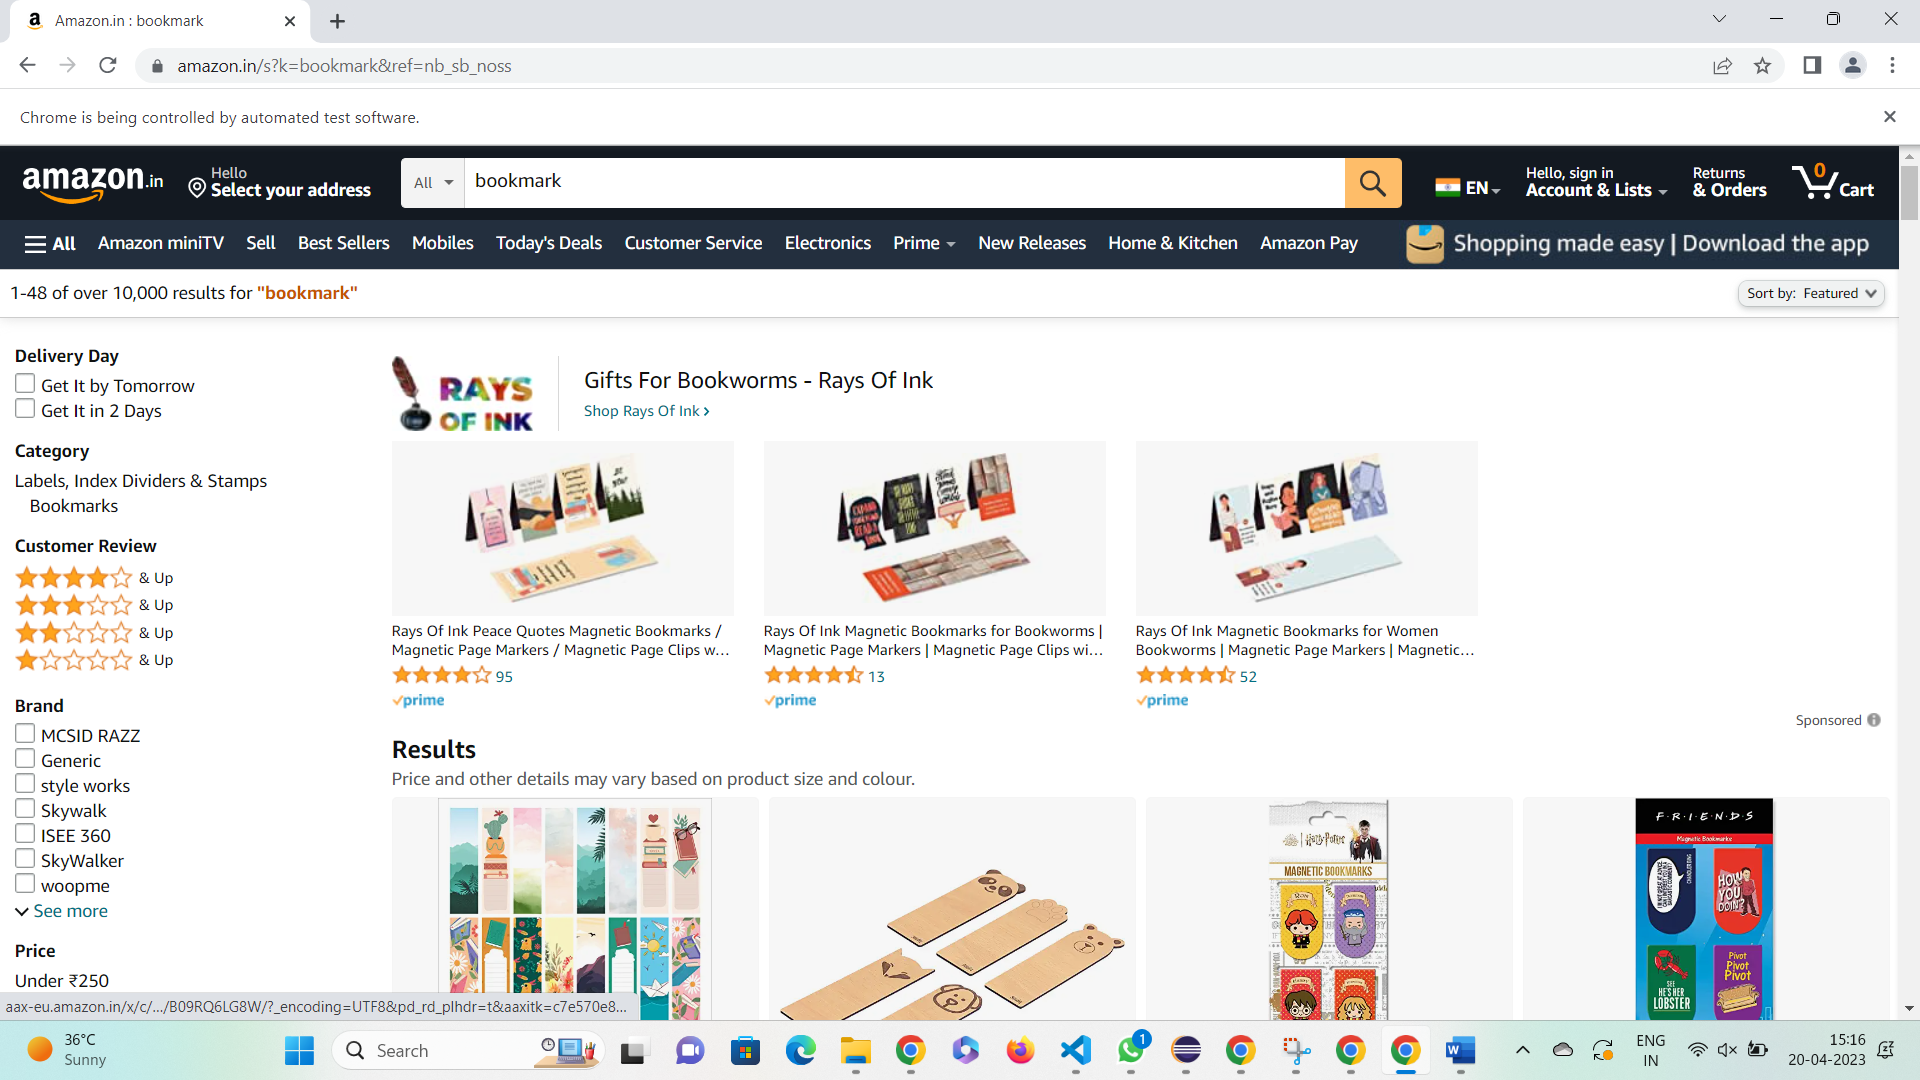 Amazon.in : bookmark
amazon.in/s?k=bookmark&ref=nb_sb_noss
Chrome is being controlled by automated test software.
amazon.in
Hello
Select your address
All
bookmark
EN
Hello, sign in
Account & Lists
Returns
& Orders
0
Cart
All
Amazon miniTV
Sell
Best Sellers
Mobiles
Today's Deals
Customer Service
Electronics
Prime
New Releases
Home & Kitchen
Amazon Pay
Shopping made easy | Download the app
1-48 of over 10,000 results for "bookmark"
Sort by: Featured
Delivery Day
Get It by Tomorrow
Get It in 2 Days
Category
Labels, Index Dividers & Stamps
Bookmarks
Customer Review
& Up
& Up
& Up
& Up
Brand
MCSID RAZZ
Generic
style works
Skywalk
ISEE 360
SkyWalker
woopme
See more
Price
Under ₹250
aax-eu.amazon.in/x/c/.../B09RQ6LG8W/?_encoding=UTF8&pd_rd_plhdr=t&aaxitk=c7e570e8...
RAYS
OF INK
Gifts For Bookworms - Rays Of Ink
Shop Rays Of Ink ›
Rays Of Ink Peace Quotes Magnetic Bookmarks /
Magnetic Page Markers / Magnetic Page Clips w...
95
prime
Rays Of Ink Magnetic Bookmarks for Bookworms |
Magnetic Page Markers | Magnetic Page Clips wi...
13
prime
Rays Of Ink Magnetic Bookmarks for Women
Bookworms | Magnetic Page Markers | Magnetic...
52
prime
Sponsored
Results
Price and other details may vary based on product size and colour.
Harry Potter
MAGNETIC BOOKMARKS
F·R·I·E·N·D·S
Magnetic Bookmarks
HOW
YOU
DOIN?
SEE
HE'S HER
LOBSTER
Pivot
Pivot
Pivot
36°C
Sunny
Search
1
ENG
IN
15:16
20-04-2023